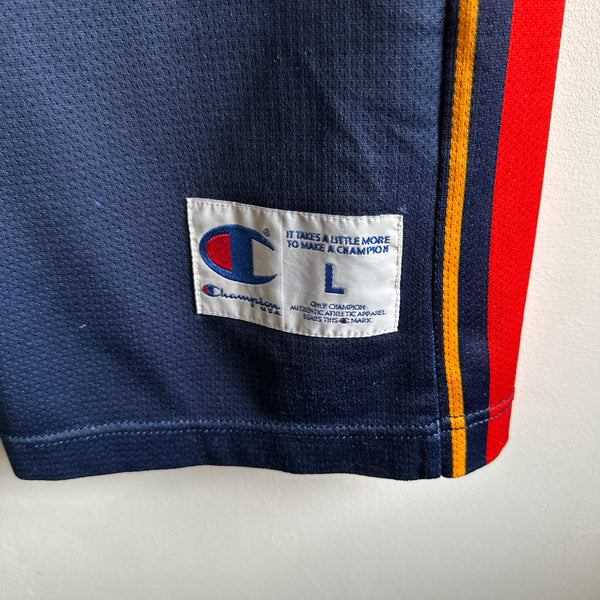 ®
IT TAKES A LITTLE MORE
TO MAKE A CHAMPION
L
Champion
U.S.A.
ONLY CHAMPION
AUTHENTIC ATHLETIC APPAREL
BEARS THIS C MARK.